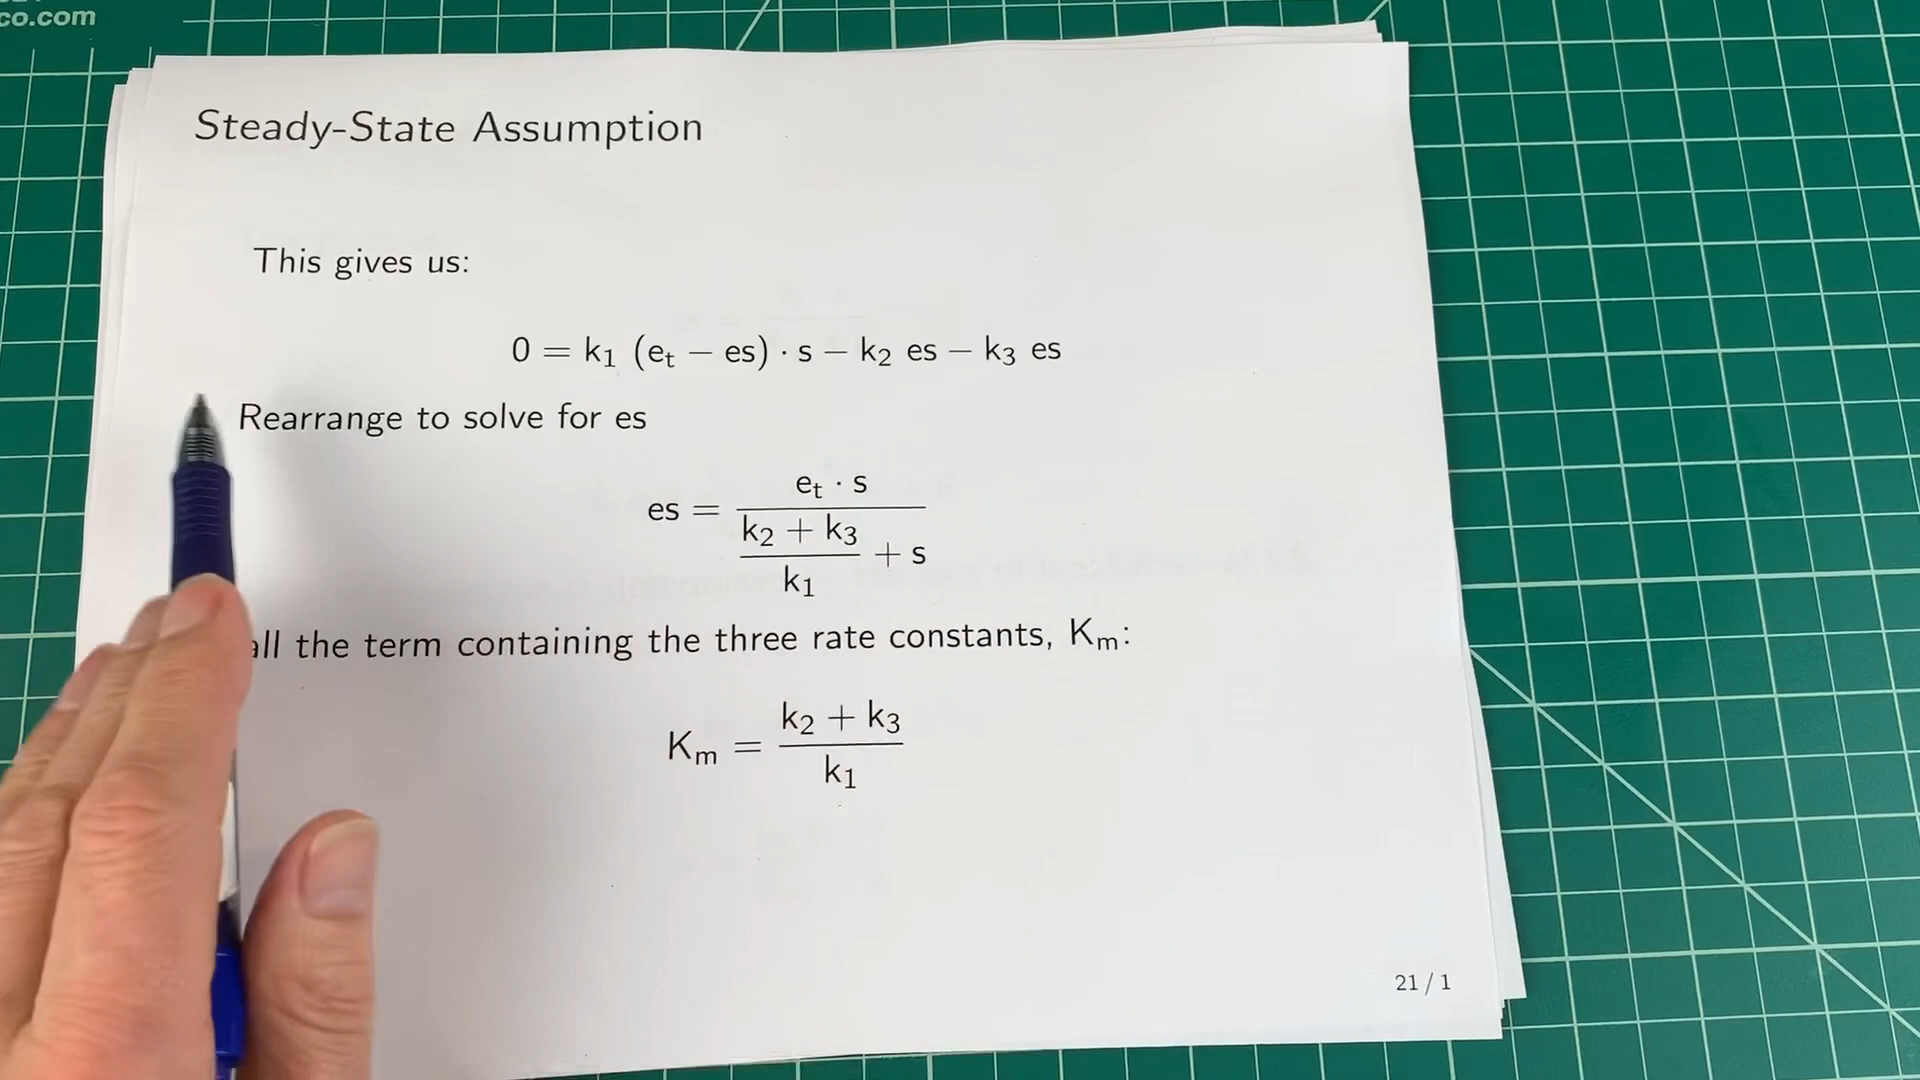 co.com
Steady-State Assumption
This gives us:
0 = k₁ (eₜ − es) · s − k₂ es − k₃ es
Rearrange to solve for es
es = (eₜ · s) / ((k₂ + k₃) / k₁ + s)
all the term containing the three rate constants, Kₘ:
Kₘ = (k₂ + k₃) / k₁
21 / 1